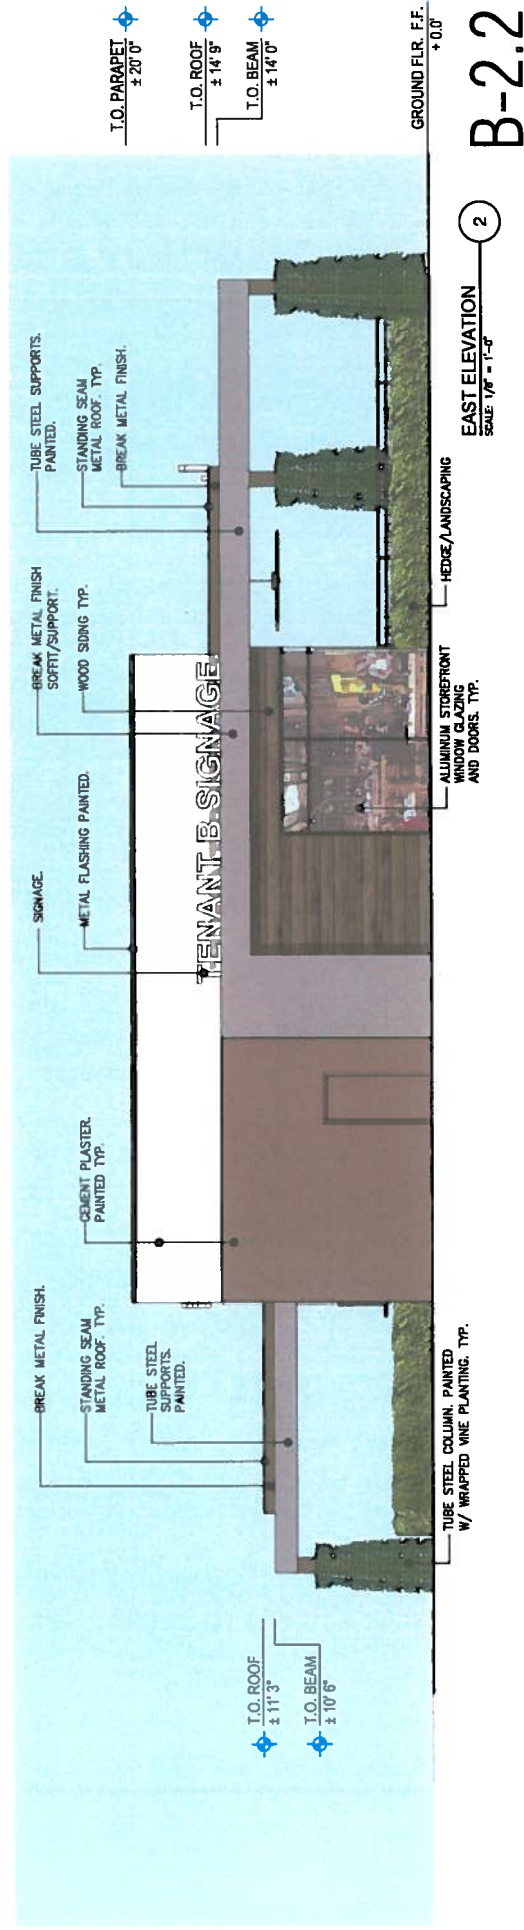 BREAK METAL FINISH.
STANDING SEAM
METAL ROOF. TYP.
TUBE STEEL
SUPPORTS.
PAINTED.
CEMENT PLASTER.
PAINTED TYP.
SIGNAGE.
METAL FLASHING PAINTED.
BREAK METAL FINISH
SOFFIT/SUPPORT.
WOOD SIDING TYP.
TUBE STEEL SUPPORTS.
PAINTED.
STANDING SEAM
METAL ROOF. TYP.
BREAK METAL FINISH.
T.O. PARAPET
± 20' 0"
T.O. ROOF
± 14' 9"
T.O. BEAM
± 14' 0"
T.O. ROOF
± 11' 3"
T.O. BEAM
± 10' 6"
TENANT B SIGNAGE
GROUND FLR. F.F.
+ 0.0'
TUBE STEEL COLUMN. PAINTED
W/ WRAPPED VINE PLANTING. TYP.
ALUMINUM STOREFRONT
WINDOW GLAZING
AND DOORS. TYP.
HEDGE/LANDSCAPING
EAST ELEVATION
SCALE: 1/8" = 1'-0"
2
B-2.2